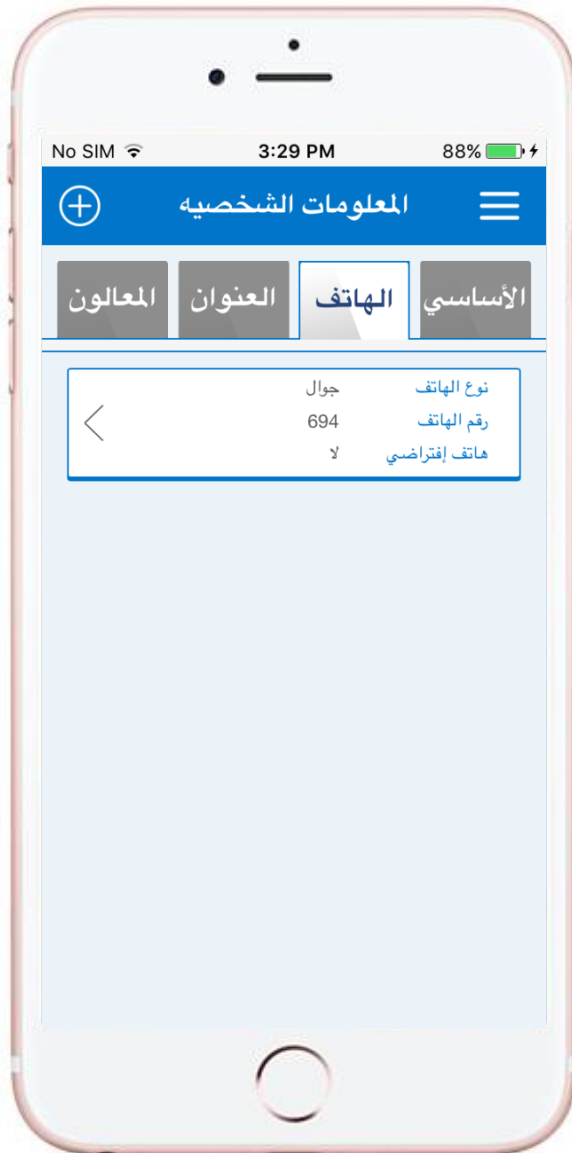 No SIM 3:29 PM 88%
المعلومات الشخصيه
الأساسي الهاتف العنوان المعالون
نوع الهاتف جوال
رقم الهاتف 694
هاتف إفتراضي لا